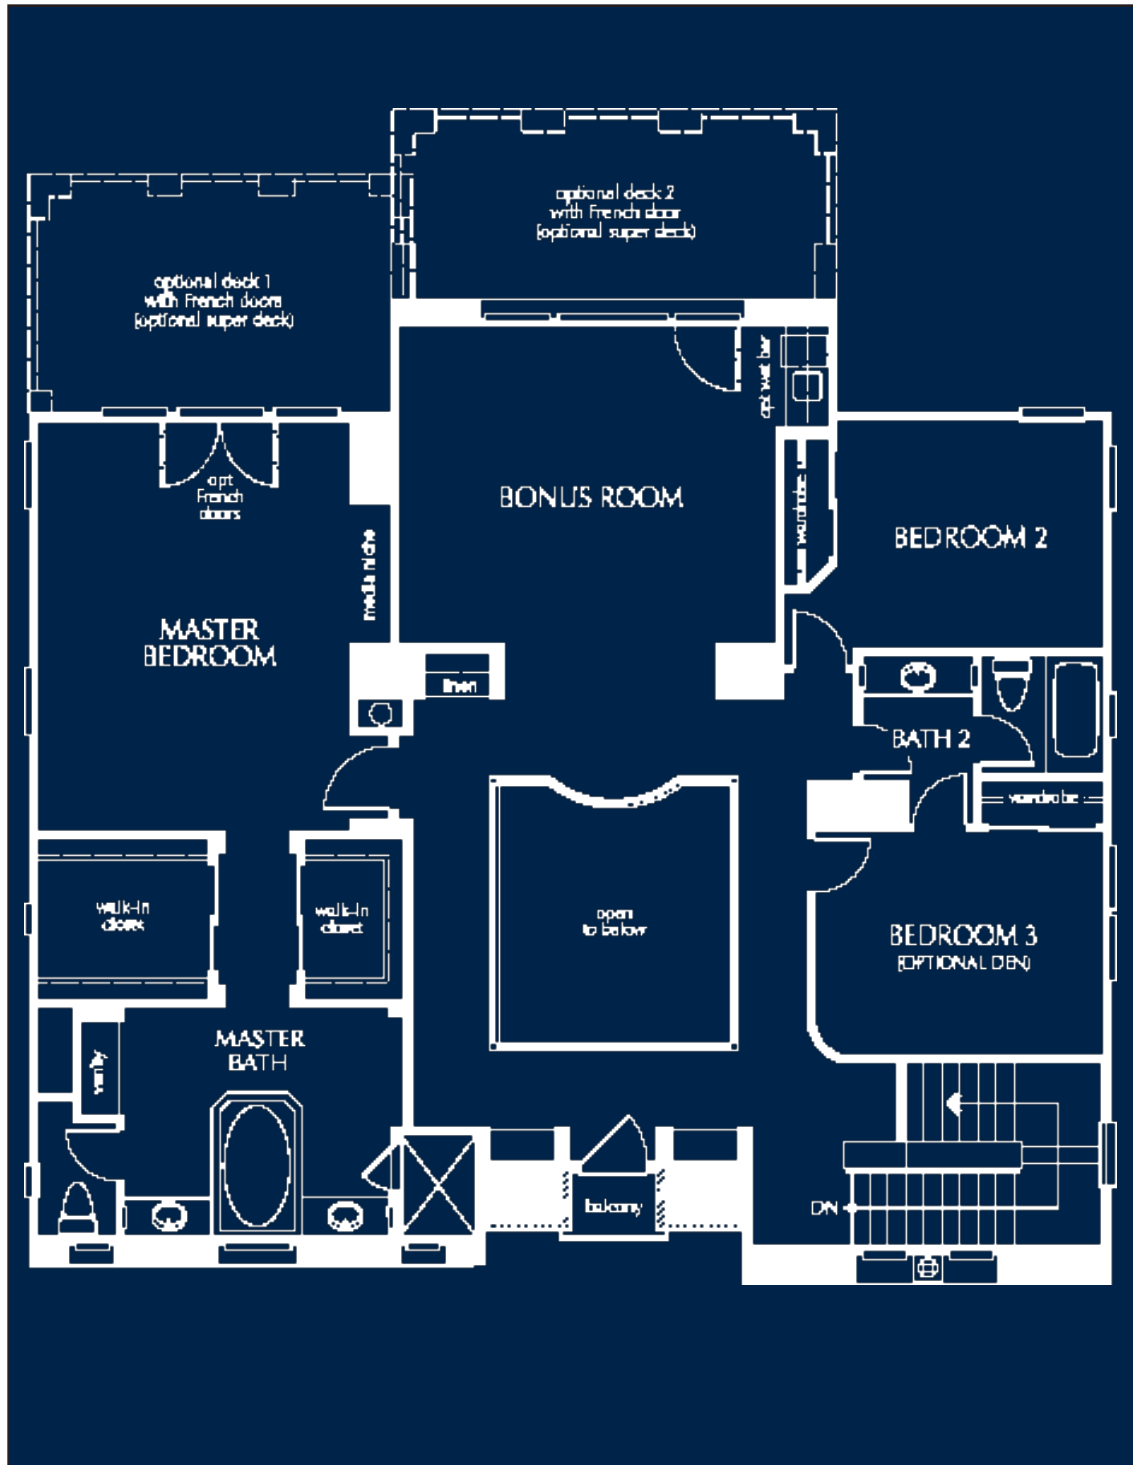 optional deck 2
with French door
(optional super deck)
optional deck 1
with French doors
(optional super deck)
opt wet bar
opt
French
doors
BONUS ROOM
wardrobe
BEDROOM 2
media niche
MASTER
BEDROOM
linen
BATH 2
wardrobe
walk-in
closet
walk-in
closet
open
to below
BEDROOM 3
(OPTIONAL DEN)
MASTER
BATH
vanity
balcony
DN